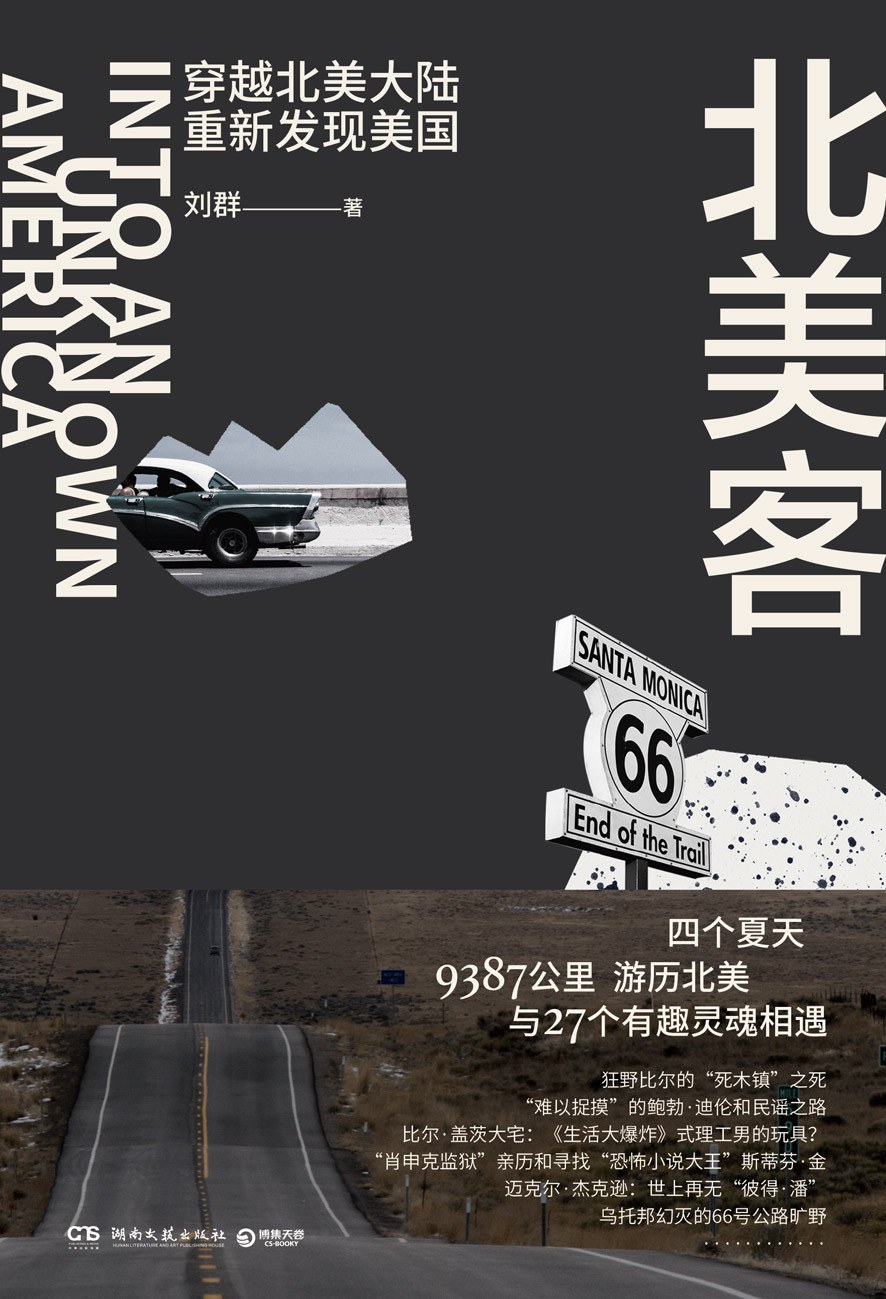 北美客
穿越北美大陆
重新发现美国
刘群————著
INTO AN
UNKNOWN
AMERICA
SANTA MONICA
66
End of the Trail
四个夏天
9387公里 游历北美
与27个有趣灵魂相遇
狂野比尔的“死木镇”之死
“难以捉摸”的鲍勃·迪伦和民谣之路
比尔·盖茨大宅：《生活大爆炸》式理工男的玩具？
“肖申克监狱”亲历和寻找“恐怖小说大王”斯蒂芬·金
迈克尔·杰克逊：世上再无“彼得·潘”
乌托邦幻灭的66号公路旷野
············
湖南文艺出版社
HUNAN LITERATURE AND ART PUBLISHING HOUSE
博集天卷
CS-BOOKY